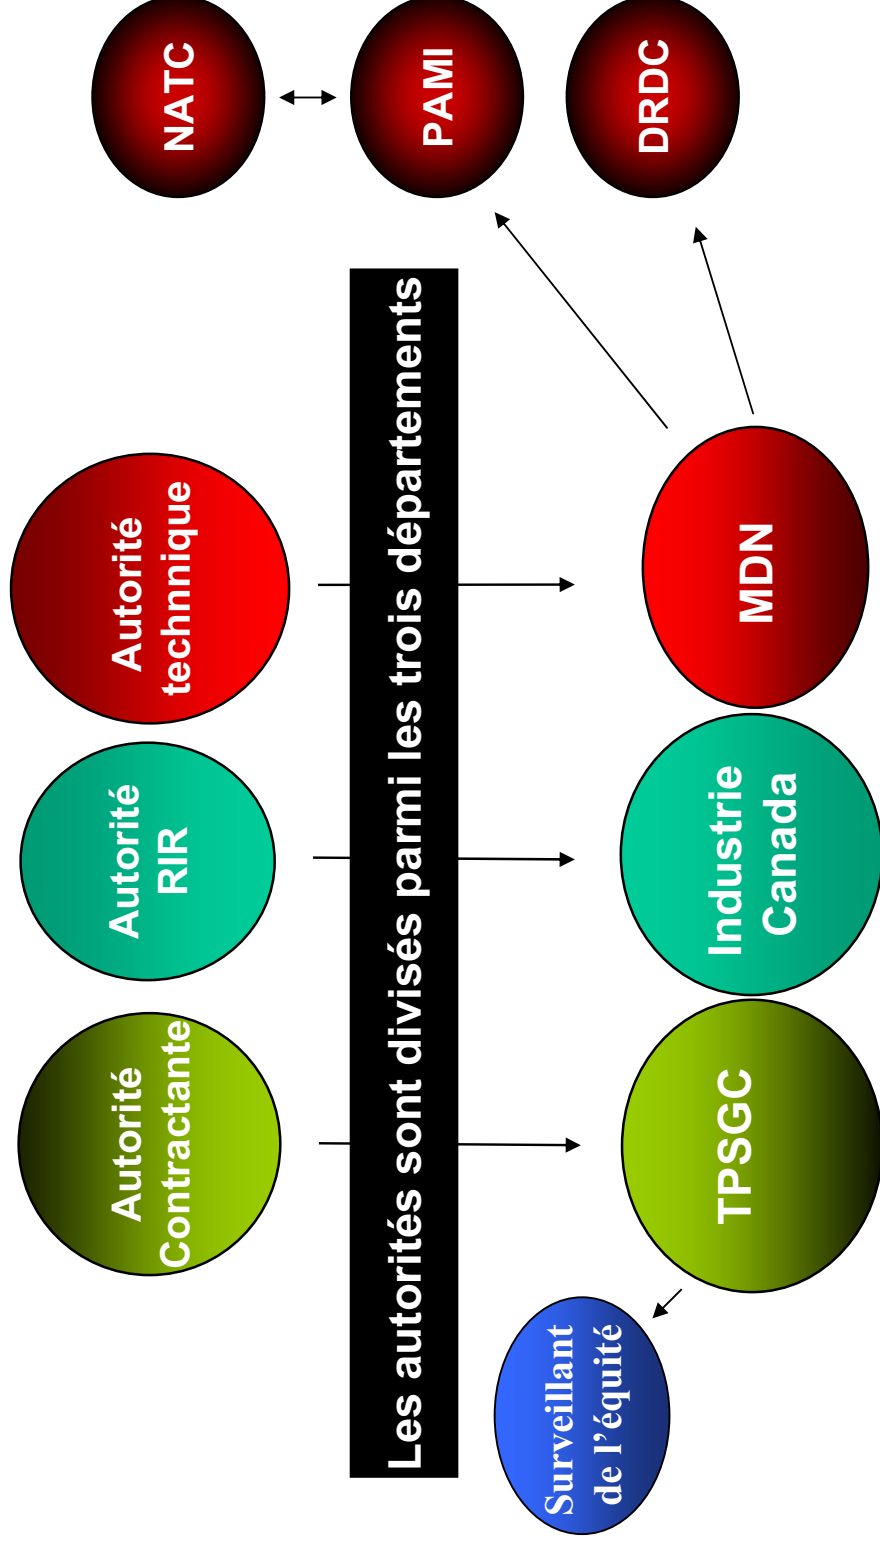 Autorité
Contractante
Autorité
RIR
Autorité
technnique
NATC
Les autorités sont divisés parmi les trois départements
PAMI
Surveillant
de l’équité
TPSGC
Industrie
Canada
MDN
DRDC